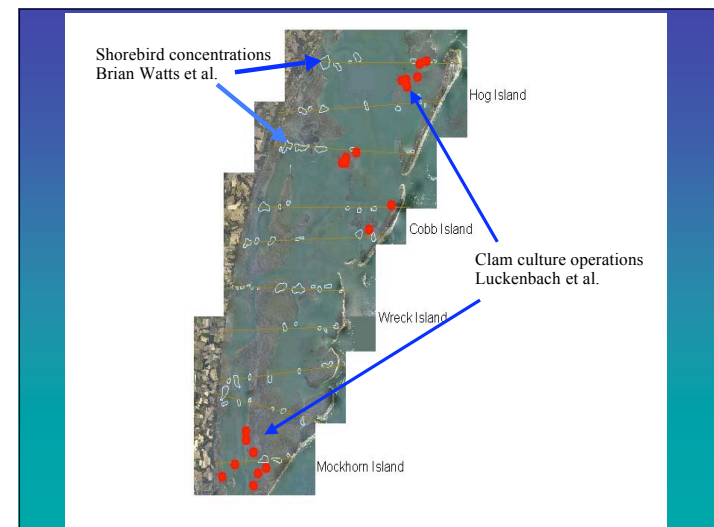 Shorebird concentrations
Brian Watts et al.
Hog Island
Cobb Island
Clam culture operations
Luckenbach et al.
Wreck Island
Mockhorn Island